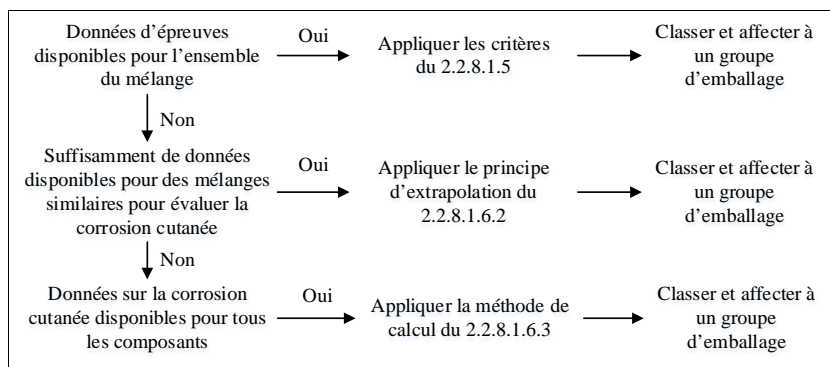 Données d'épreuves
disponibles pour l'ensemble
du mélange
Oui
Appliquer les critères
du 2.2.8.1.5
Classer et affecter à
un groupe
d'emballage
Non
Suffisamment de données
disponibles pour des mélanges
similaires pour évaluer la
corrosion cutanée
Oui
Appliquer le principe
d'extrapolation du
2.2.8.1.6.2
Classer et affecter à
un groupe
d'emballage
Non
Données sur la corrosion
cutanée disponibles pour tous
les composants
Oui
Appliquer la méthode de
calcul du 2.2.8.1.6.3
Classer et affecter à
un groupe
d'emballage